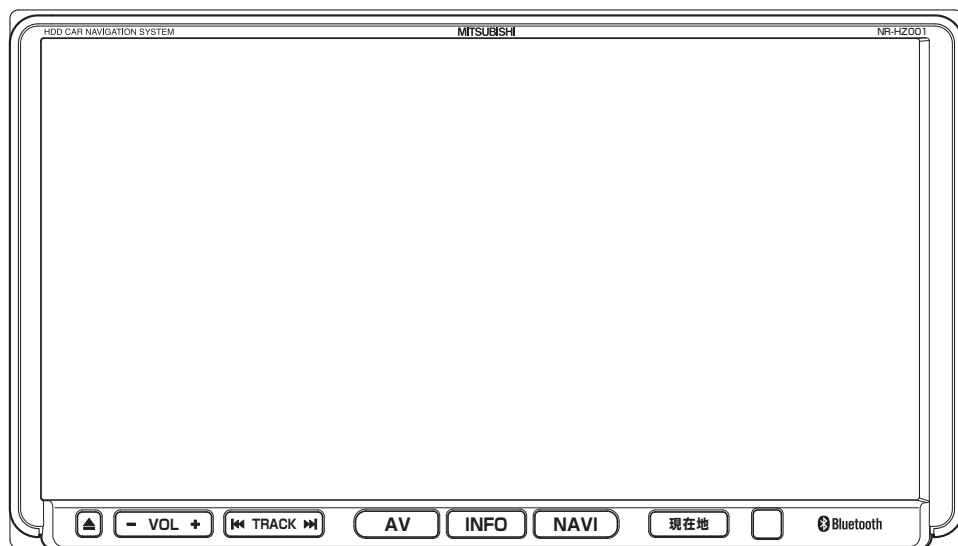 HDD CAR NAVIGATION SYSTEM MITSUBISHI NR-HZ001
- VOL + TRACK AV INFO NAVI 現在地 Bluetooth